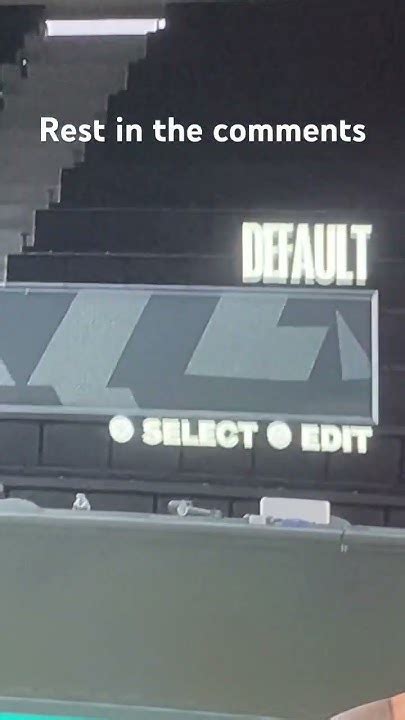 Rest in the comments
DEFAULT
SELECT EDIT